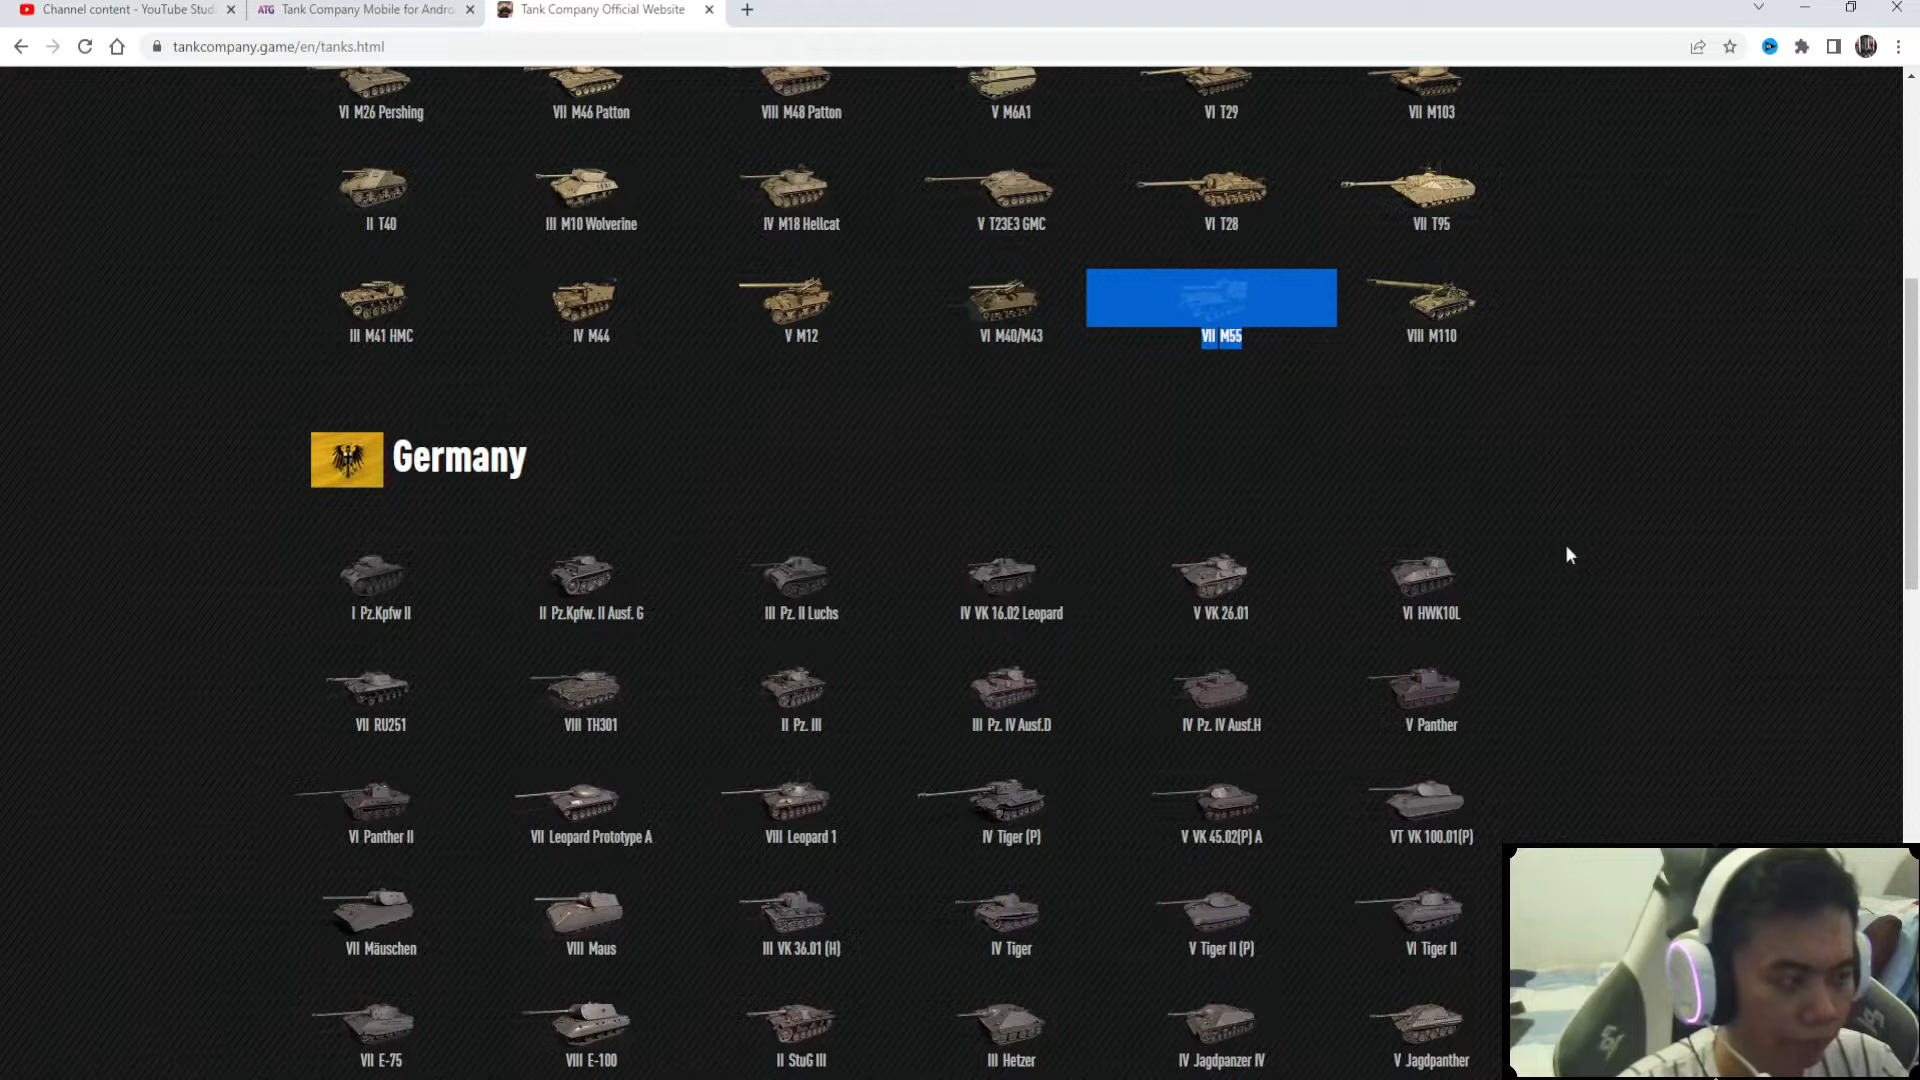 Channel content - YouTube Stud
ATG Tank Company Mobile for Andro
Tank Company Official Website
tankcompany.game/en/tanks.html
VI M26 Pershing
VII M46 Patton
VIII M48 Patton
V M6A1
VI T29
VII M103
II T40
III M10 Wolverine
IV M18 Hellcat
V T23E3 GMC
VI T28
VII T95
III M41 HMC
IV M44
V M12
VI M40/M43
VII M55
VIII M110
Germany
I Pz.Kpfw II
II Pz.Kpfw. II Ausf. G
III Pz. II Luchs
IV VK 16.02 Leopard
V VK 26.01
VI HWK10L
VII RU251
VIII TH301
II Pz. III
III Pz. IV Ausf.D
IV Pz. IV Ausf.H
V Panther
VI Panther II
VII Leopard Prototype A
VIII Leopard 1
IV Tiger (P)
V VK 45.02(P) A
VT VK 100.01(P)
VII Mäuschen
VIII Maus
III VK 36.01 (H)
IV Tiger
V Tiger II (P)
VI Tiger II
VII E-75
VIII E-100
II StuG III
III Hetzer
IV Jagdpanzer IV
V Jagdpanther